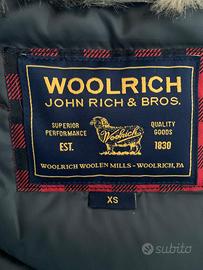 WOOLRICH
JOHN RICH & BROS.
SUPERIOR PERFORMANCE
QUALITY GOODS
Woolrich
EST.
1830
WOOLRICH WOOLEN MILLS - WOOLRICH, PA
XS
subito